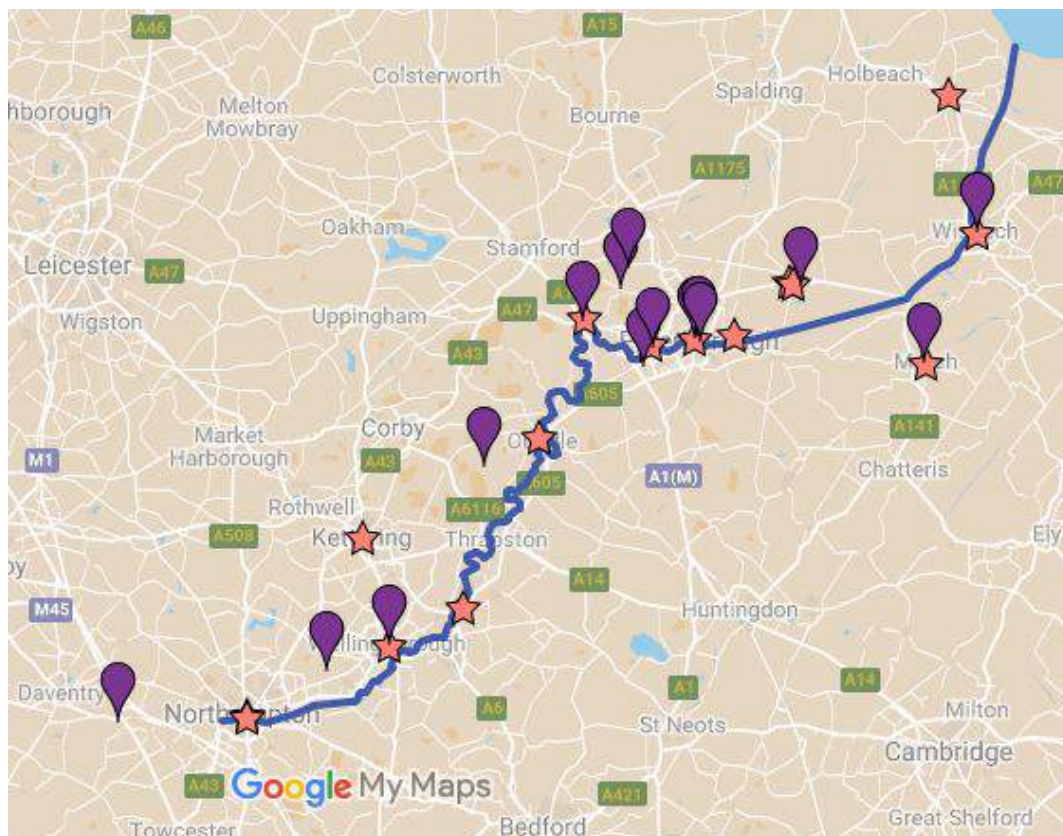 A46
A15
Colsterworth
Holbeach
Spalding
hborough
Melton
Mowbray
Bourne
A1175
A47
Oakham
Stamford
Leicester
A47
A47
Wigston
Uppingham
A43
Corby
Market
Harborough
A141
M1
A43
A1(M)
Chatteris
Rothwell
A6116
A508
Thrapston
Ely
A14
M45
Huntingdon
Daventry
A1
A14
A6
St Neots
Milton
Cambridge
A43
Google My Maps
A421
Great Shelford
Towcester
Bedford